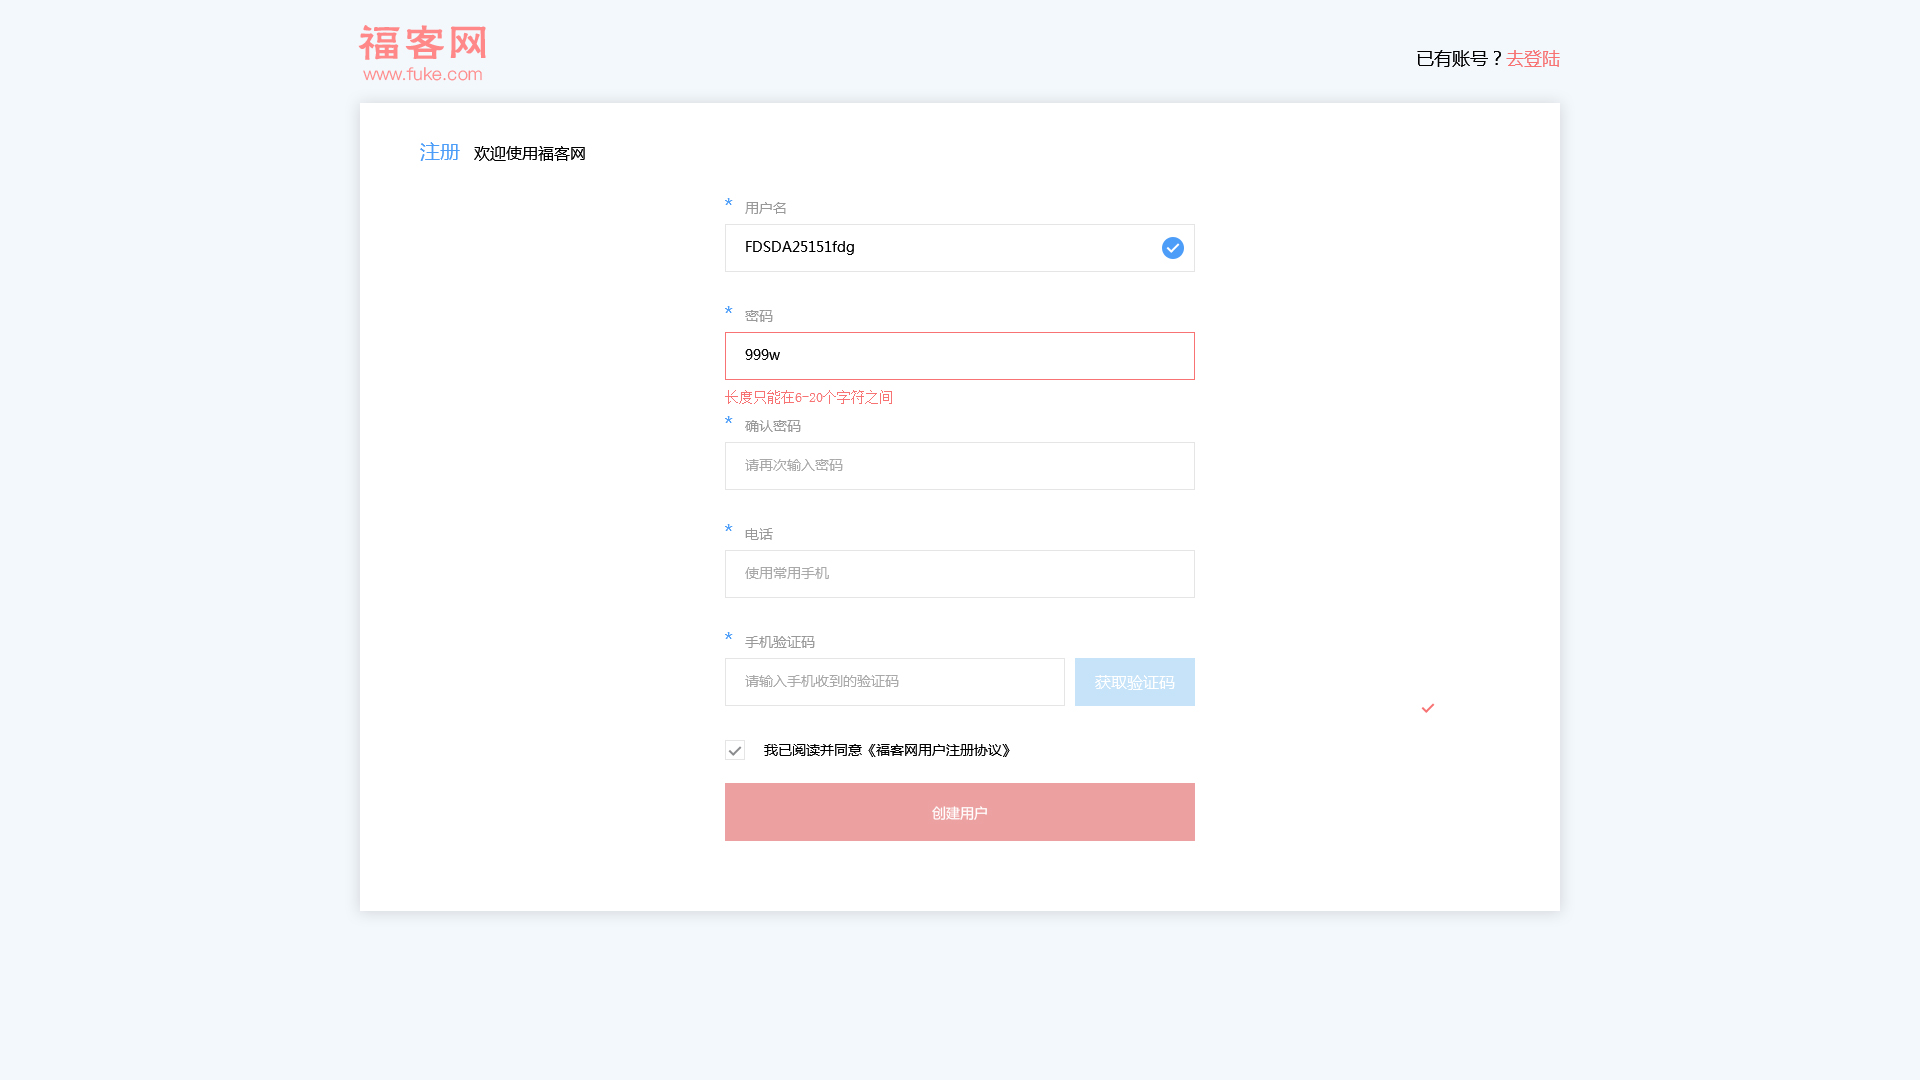 福客网
www.fuke.com
已有账号？去登陆
注册 欢迎使用福客网
* 用户名
FDSDA25151fdg
* 密码
999w
长度只能在6-20个字符之间
* 确认密码
请再次输入密码
* 电话
使用常用手机
* 手机验证码
请输入手机收到的验证码
获取验证码
我已阅读并同意《福客网用户注册协议》
创建用户